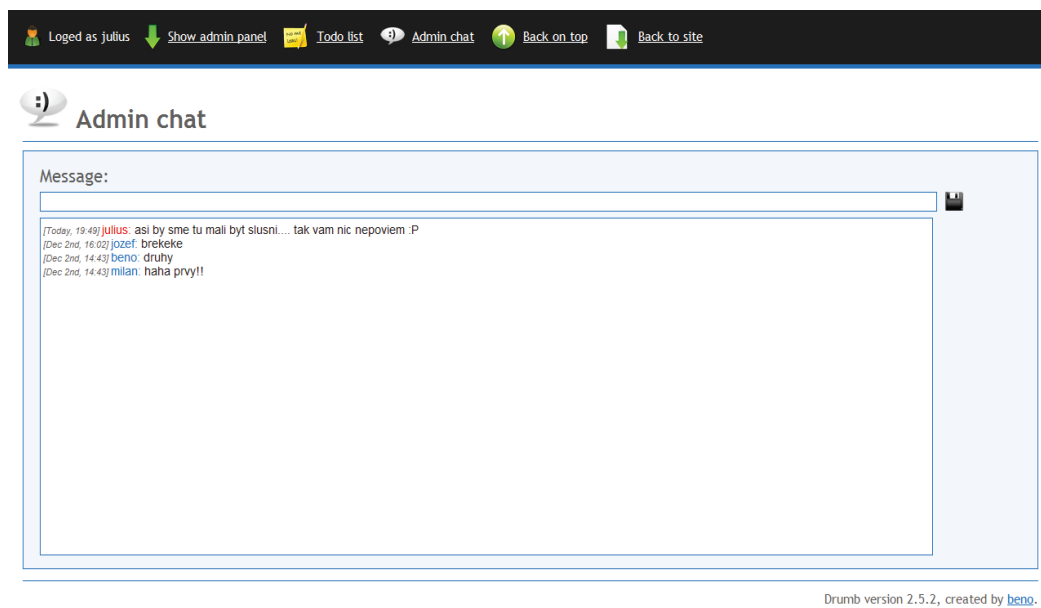 Loged as julius Show admin panel Todo list Admin chat Back on top Back to site
:) Admin chat
Message:
[Today, 19:49] julius: asi by sme tu mali byt slusni.... tak vam nic nepoviem :P
[Dec 2nd, 16:02] jozef: brekeke
[Dec 2nd, 14:43] beno: druhy
[Dec 2nd, 14:43] milan: haha prvy!!
Drumb version 2.5.2, created by beno.